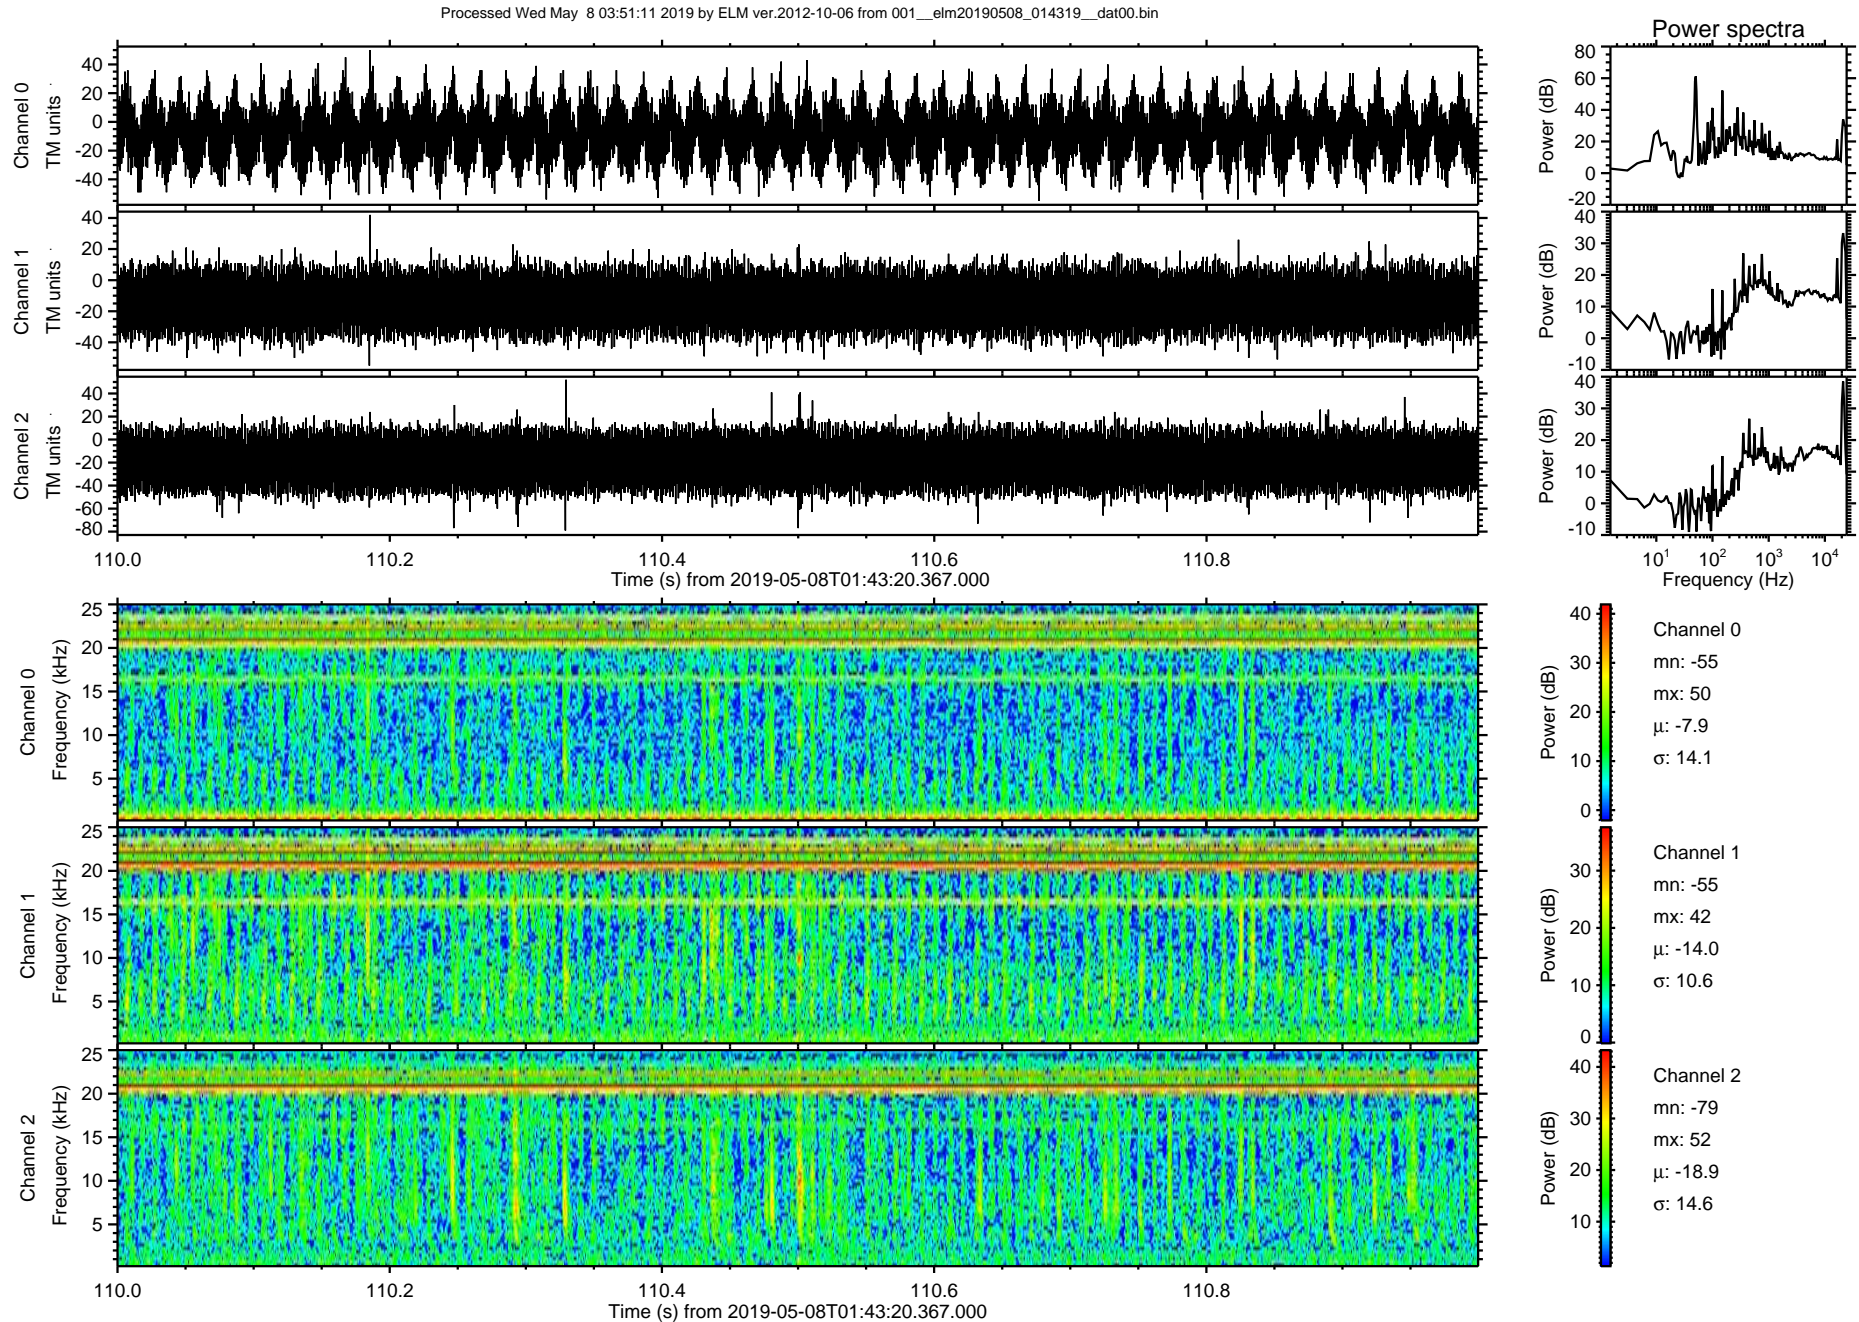 Processed Wed May  8 03:51:11 2019 by ELM ver.2012-10-06 from 001__elm20190508_014319__dat00.bin
Power spectra
Channel 0
TM units
40
20
0
-20
-40
Power (dB)
80
60
40
20
0
-20
Channel 1
TM units
40
20
0
-20
-40
Power (dB)
40
30
20
10
0
-10
Channel 2
TM units
40
20
0
-20
-40
-60
-80
Power (dB)
40
30
20
10
0
-10
110.0 110.2 110.4 110.6 110.8
Time (s) from 2019-05-08T01:43:20.367.000
10^1 10^2 10^3 10^4
Frequency (Hz)
Channel 0
Frequency (kHz)
25
20
15
10
5
Power (dB)
40
30
20
10
0
Channel 0
mn: -55
mx: 50
μ: -7.9
σ: 14.1
Channel 1
Frequency (kHz)
25
20
15
10
5
Power (dB)
30
20
10
0
Channel 1
mn: -55
mx: 42
μ: -14.0
σ: 10.6
Channel 2
Frequency (kHz)
25
20
15
10
5
Power (dB)
40
30
20
10
Channel 2
mn: -79
mx: 52
μ: -18.9
σ: 14.6
110.0 110.2 110.4 110.6 110.8
Time (s) from 2019-05-08T01:43:20.367.000